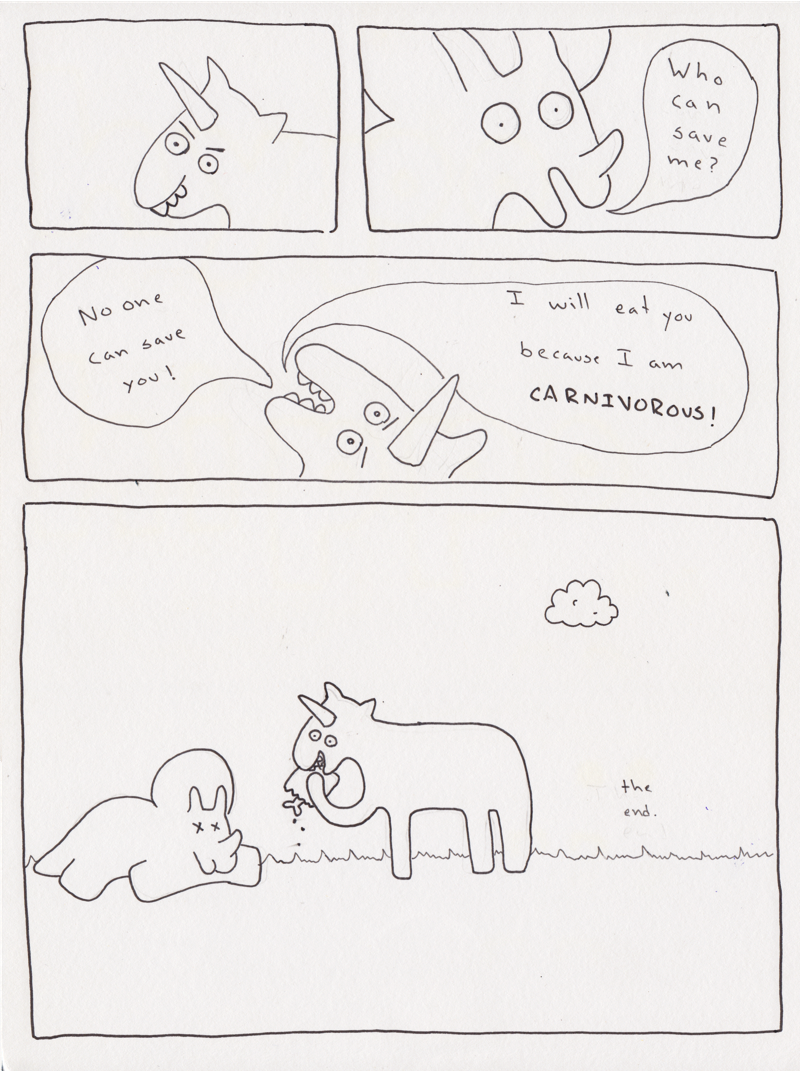 Who
can
save
me?
No one
can save
you!
I will eat you
because I am
CARNIVOROUS!
the
end.